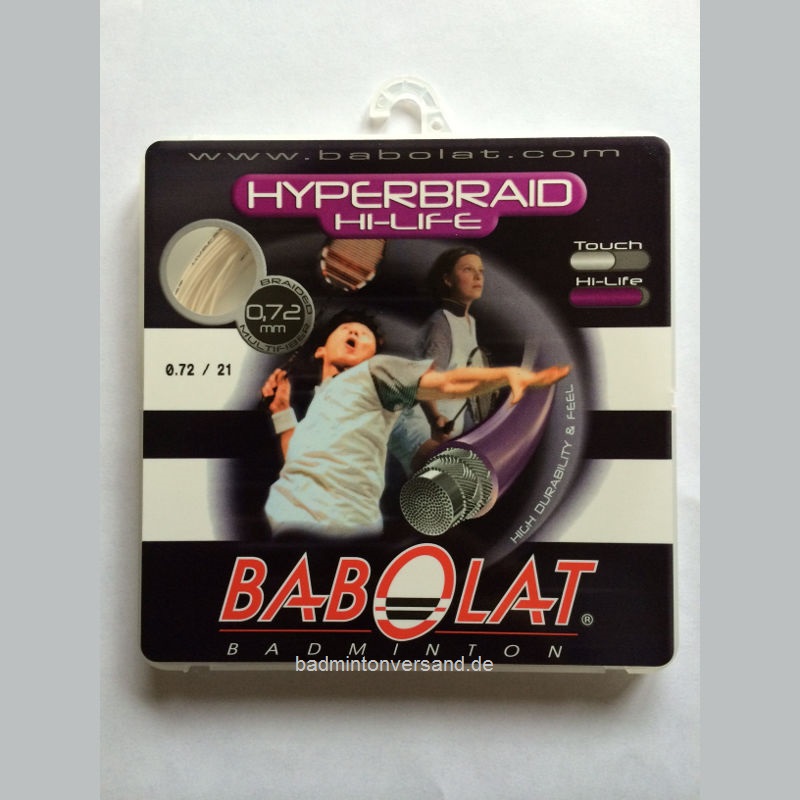 www.babolat.com
HYPERBRAID
HI-LIFE
Touch
Hi-Life
BRAIDED
0,72
mm
MULTIFIBER
0.72 / 21
HIGH DURABILITY & FEEL
BABOLAT®
BADMINTON
badmintonversand.de